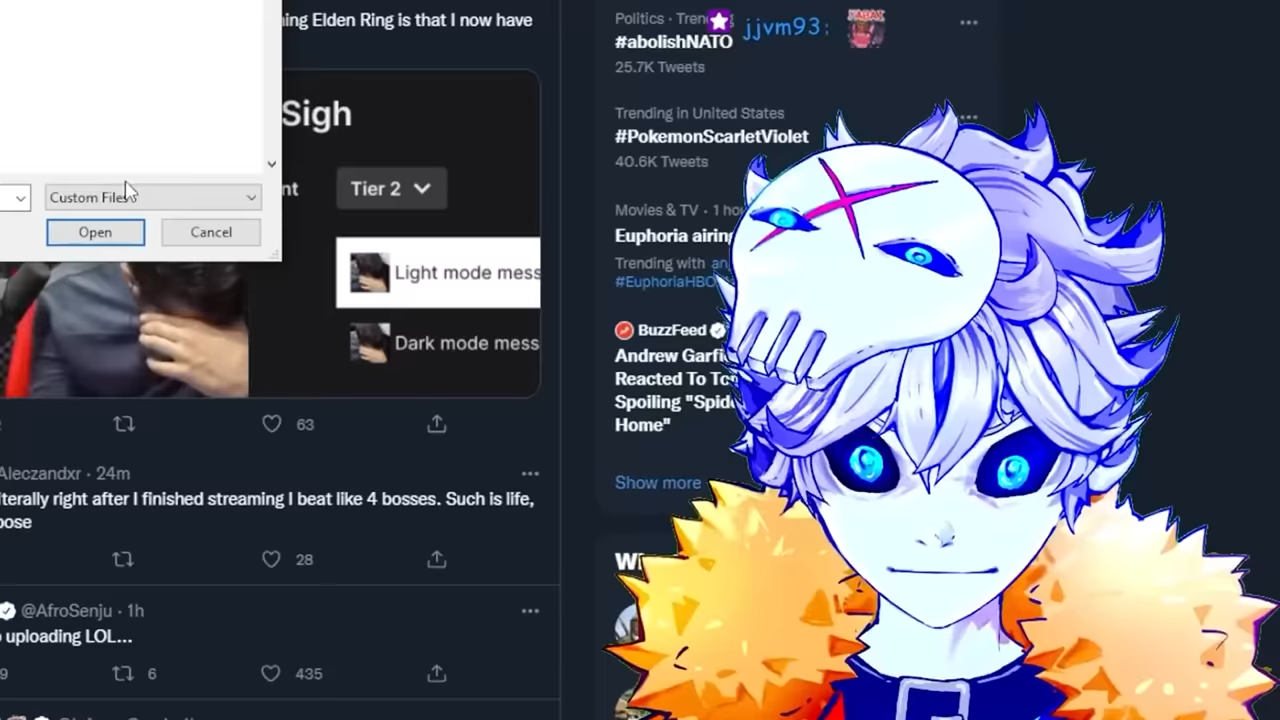 ing Elden Ring is that I now have
Sigh
nt
Tier 2
Custom Files
Open
Cancel
Light mode mess
Dark mode mess
63
Aleczandxr · 24m
iterally right after I finished streaming I beat like 4 bosses. Such is life,
oose
28
@AfroSenju · 1h
uploading LOL...
9
6
435
Politics · Tren
jjvm93:
#abolishNATO
25.7K Tweets
Trending in United States
#PokemonScarletViolet
40.6K Tweets
Movies & TV · 1 ho
Euphoria airin
Trending with an
#EuphoriaHBO
BuzzFeed
Andrew Garfi
Reacted To To
Spoiling "Spid
Home"
Show more